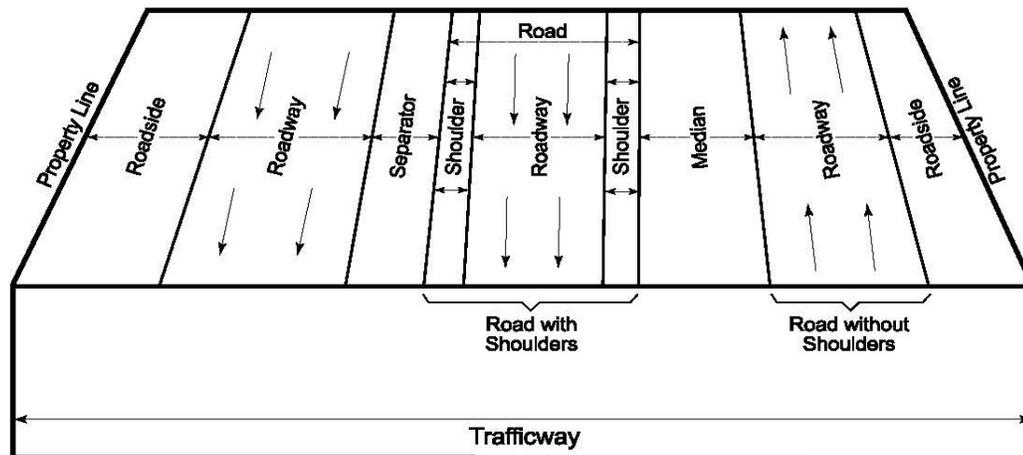 Road
Property Line
Roadside
Roadway
Separator
Shoulder
Roadway
Shoulder
Median
Roadway
Roadside
Property Line
Road with
Shoulders
Road without
Shoulders
Trafficway